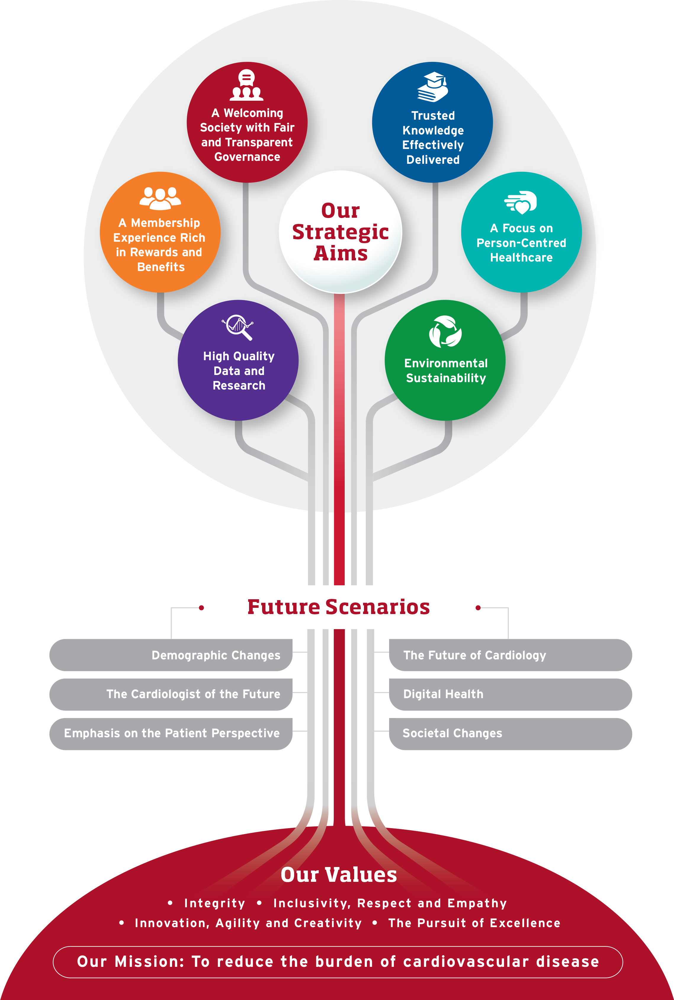 A Welcoming
Society with Fair
and Transparent
Governance
Trusted
Knowledge
Effectively
Delivered
A Membership
Experience Rich
in Rewards and
Benefits
Our
Strategic
Aims
A Focus on
Person-Centred
Healthcare
High Quality
Data and
Research
Environmental
Sustainability
Future Scenarios
Demographic Changes
The Cardiologist of the Future
Emphasis on the Patient Perspective
The Future of Cardiology
Digital Health
Societal Changes
Our Values
• Integrity • Inclusivity, Respect and Empathy
• Innovation, Agility and Creativity • The Pursuit of Excellence
Our Mission: To reduce the burden of cardiovascular disease